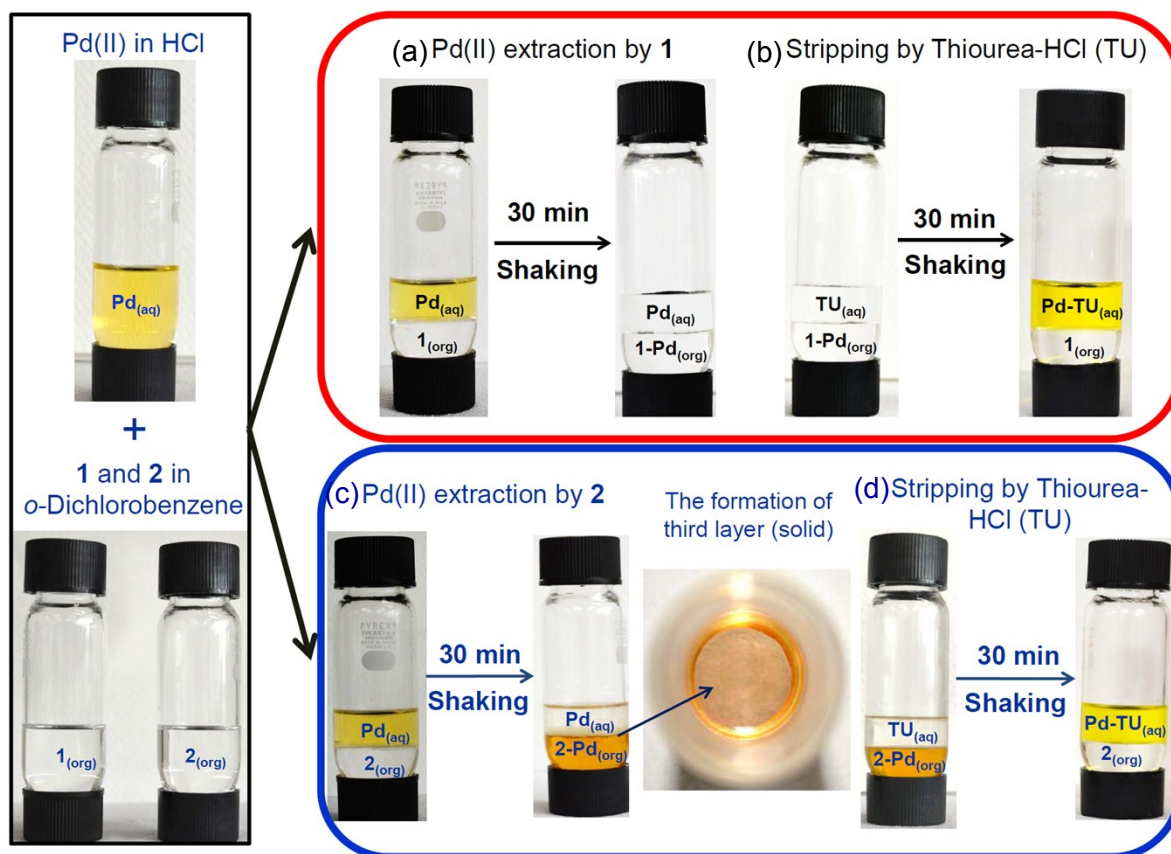 Pd(II) in HCl
Pd(aq)
+
1 and 2 in
o-Dichlorobenzene
1(org)
2(org)
(a) Pd(II) extraction by 1
PYREX
Pd(aq)
1(org)
30 min
Shaking
Pd(aq)
1-Pd(org)
(b) Stripping by Thiourea-HCl (TU)
TU(aq)
1-Pd(org)
30 min
Shaking
Pd-TU(aq)
1(org)
(c) Pd(II) extraction by 2
PYREX
Pd(aq)
2(org)
30 min
Shaking
Pd(aq)
2-Pd(org)
The formation of
third layer (solid)
(d) Stripping by Thiourea-
HCl (TU)
TU(aq)
2-Pd(org)
30 min
Shaking
Pd-TU(aq)
2(org)